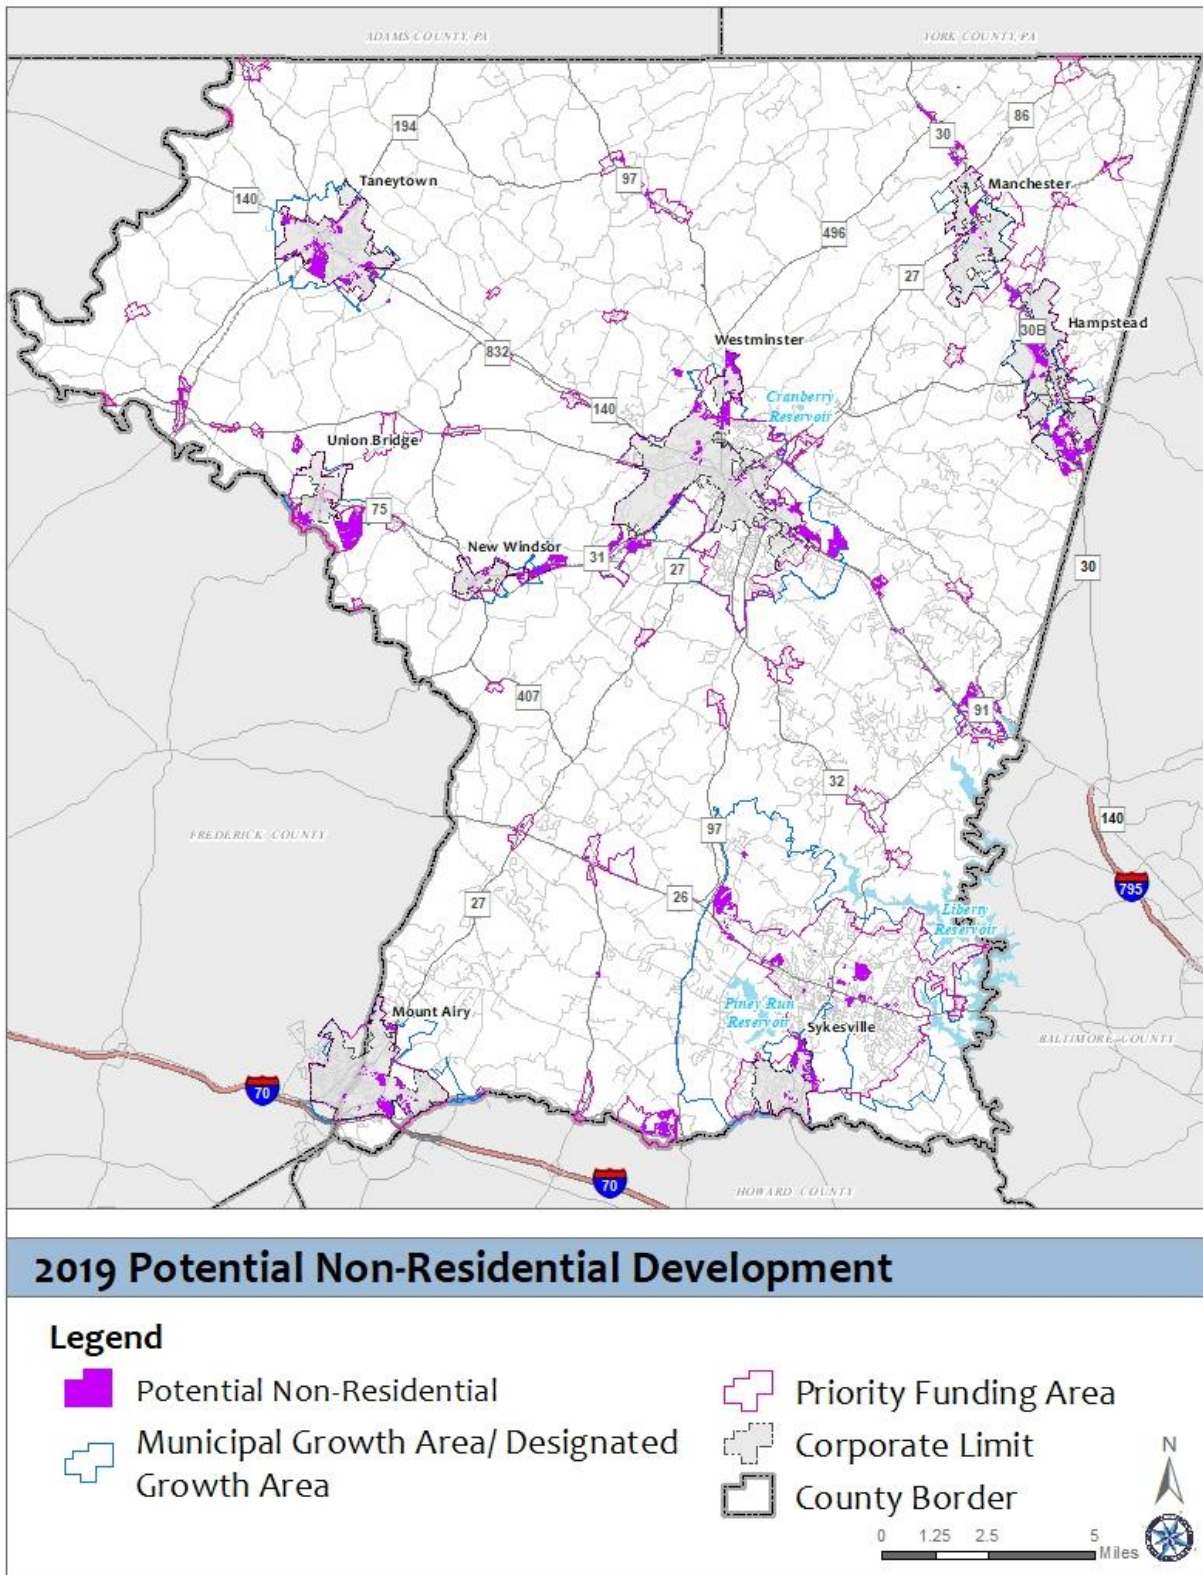 ADAMS COUNTY, PA
YORK COUNTY, PA
194
86
30
97
Taneytown
Manchester
140
496
27
Hampstead
30B
Westminster
832
Cranberry
Reservoir
140
Union Bridge
75
New Windsor
31
27
30
407
91
32
97
140
FREDERICK COUNTY
795
26
27
Liberty
Reservoir
Piney Run
Reservoir
Mount Airy
Sykesville
BALTIMORE COUNTY
70
70
HOWARD COUNTY
2019 Potential Non-Residential Development
Legend
Potential Non-Residential
Municipal Growth Area/ Designated
Growth Area
Priority Funding Area
Corporate Limit
County Border
N
0 1.25 2.5 5
Miles